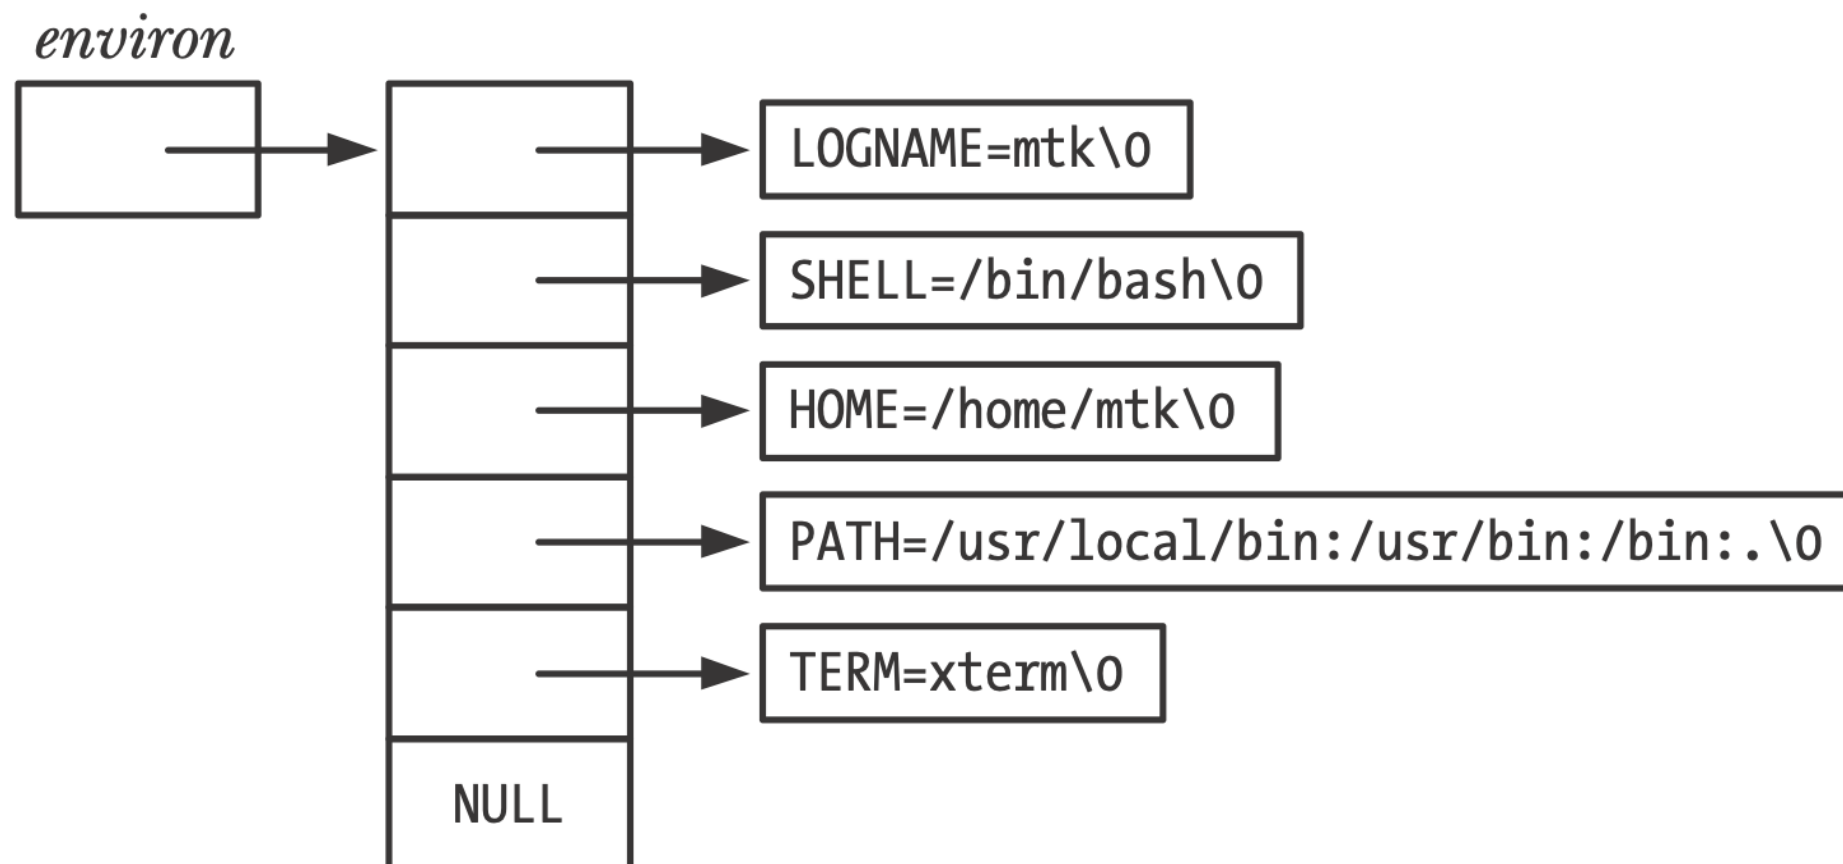 environ
LOGNAME=mtk\0
SHELL=/bin/bash\0
HOME=/home/mtk\0
PATH=/usr/local/bin:/usr/bin:/bin:.\0
TERM=xterm\0
NULL